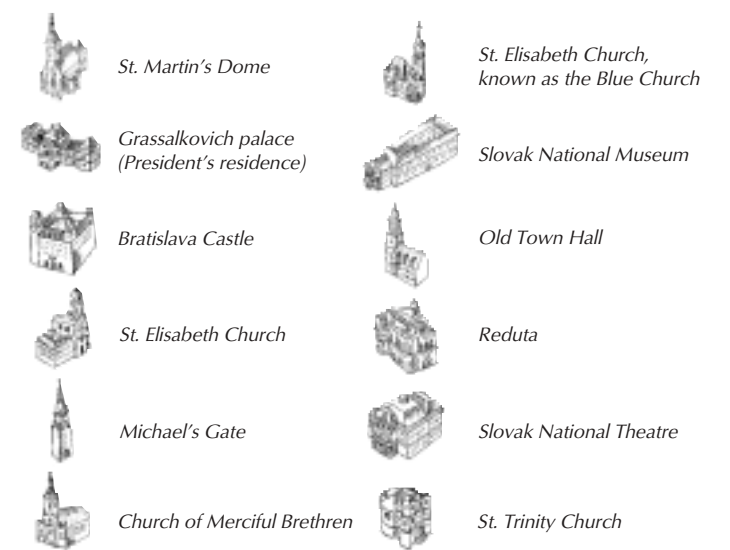 St. Martin's Dome
Grassalkovich palace
(President's residence)
Bratislava Castle
St. Elisabeth Church
Michael's Gate
Church of Merciful Brethren
St. Elisabeth Church,
known as the Blue Church
Slovak National Museum
Old Town Hall
Reduta
Slovak National Theatre
St. Trinity Church